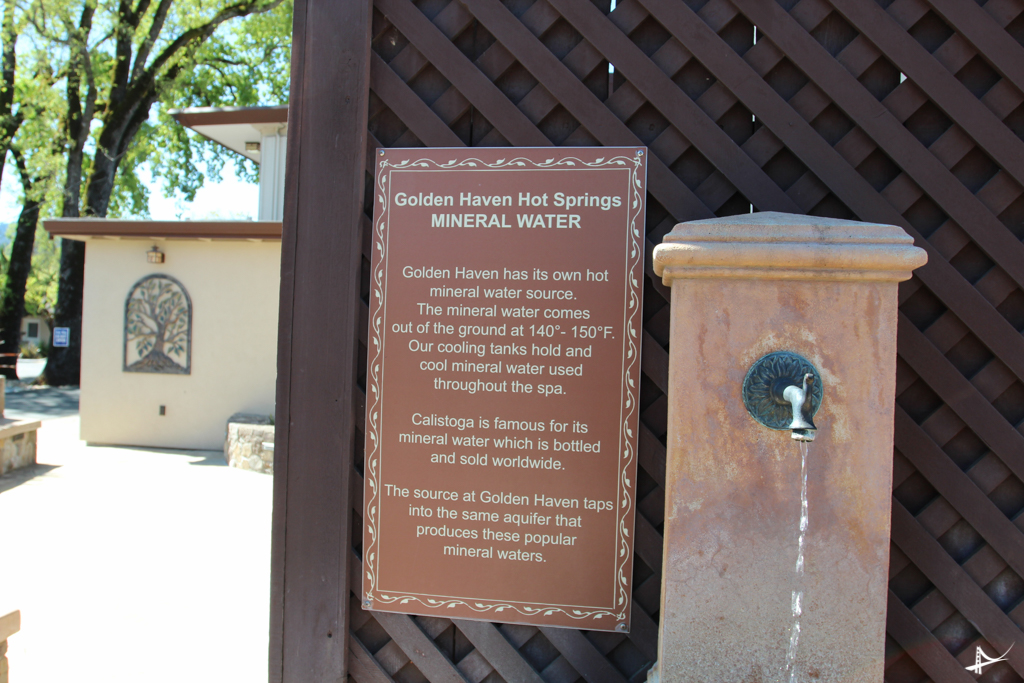 Golden Haven Hot Springs
MINERAL WATER
Golden Haven has its own hot
mineral water source.
The mineral water comes
out of the ground at 140°- 150°F.
Our cooling tanks hold and
cool mineral water used
throughout the spa.
Calistoga is famous for its
mineral water which is bottled
and sold worldwide.
The source at Golden Haven taps
into the same aquifer that
produces these popular
mineral waters.